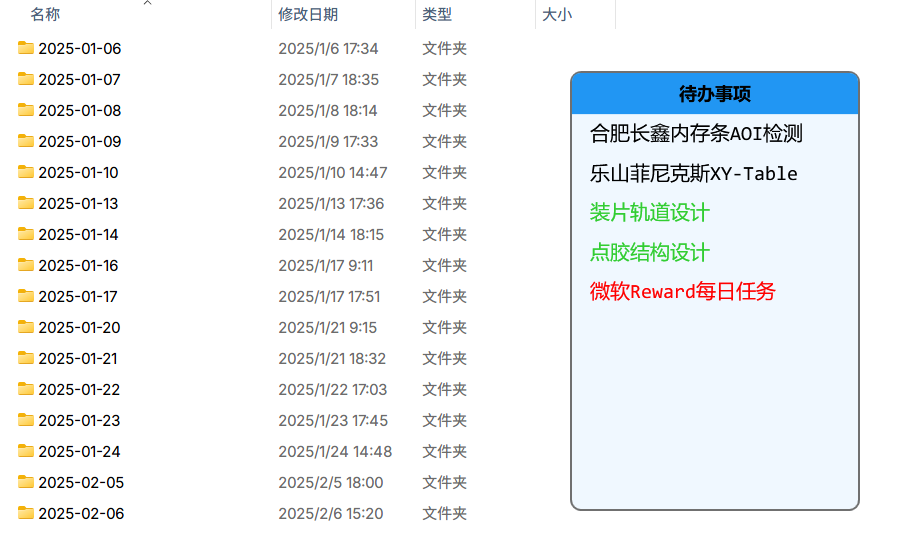 名称 修改日期 类型 大小
2025-01-06 2025/1/6 17:34 文件夹
2025-01-07 2025/1/7 18:35 文件夹
2025-01-08 2025/1/8 18:14 文件夹
2025-01-09 2025/1/9 17:33 文件夹
2025-01-10 2025/1/10 14:47 文件夹
2025-01-13 2025/1/13 17:36 文件夹
2025-01-14 2025/1/14 18:15 文件夹
2025-01-16 2025/1/17 9:11 文件夹
2025-01-17 2025/1/17 17:51 文件夹
2025-01-20 2025/1/21 9:15 文件夹
2025-01-21 2025/1/21 18:32 文件夹
2025-01-22 2025/1/22 17:03 文件夹
2025-01-23 2025/1/23 17:45 文件夹
2025-01-24 2025/1/24 14:48 文件夹
2025-02-05 2025/2/5 18:00 文件夹
2025-02-06 2025/2/6 15:20 文件夹
待办事项
合肥长鑫内存条AOI检测
乐山菲尼克斯XY-Table
装片轨道设计
点胶结构设计
微软Reward每日任务